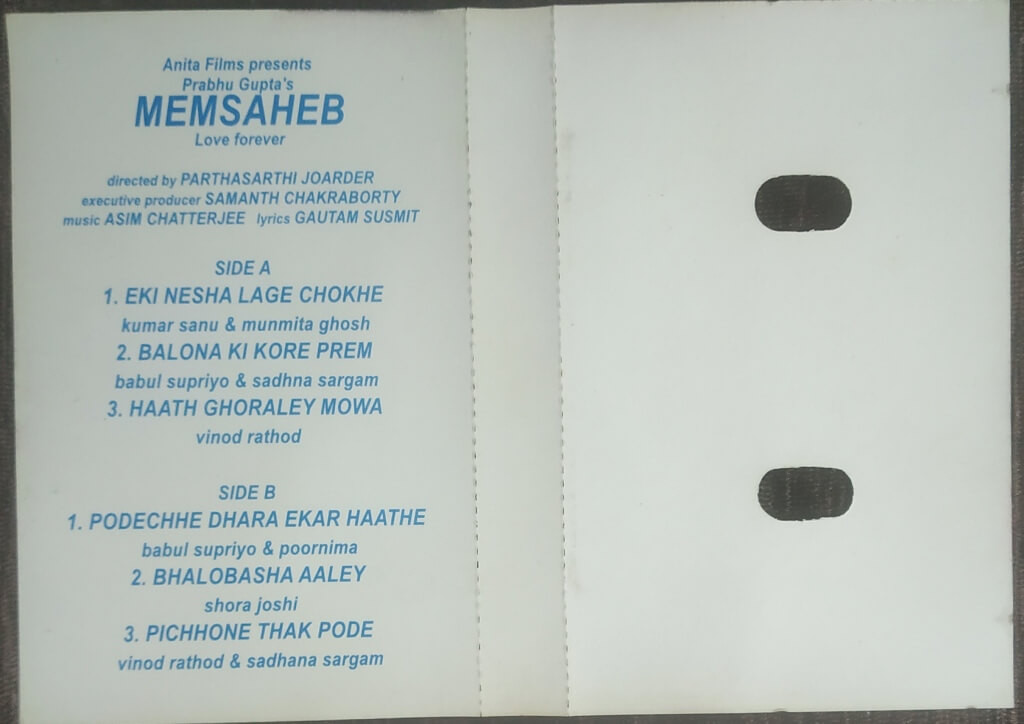 Anita Films presents
Prabhu Gupta's
MEMSAHEB
Love forever
directed by PARTHASARTHI JOARDER
executive producer SAMANTH CHAKRABORTY
music ASIM CHATTERJEE lyrics GAUTAM SUSMIT
SIDE A
1. EKI NESHA LAGE CHOKHE
kumar sanu & munmita ghosh
2. BALONA KI KORE PREM
babul supriyo & sadhna sargam
3. HAATH GHORALEY MOWA
vinod rathod
SIDE B
1. PODECHHE DHARA EKAR HAATHE
babul supriyo & poornima
2. BHALOBASHA AALEY
shora joshi
3. PICHHONE THAK PODE
vinod rathod & sadhana sargam